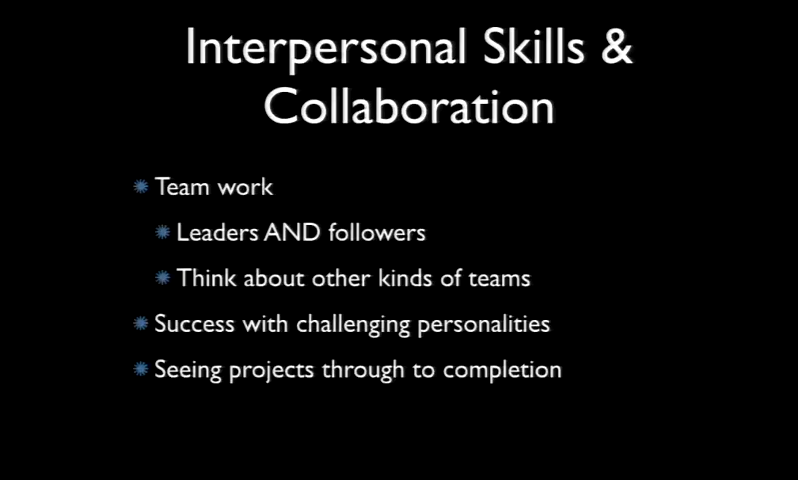 Interpersonal Skills &
Collaboration
Team work
Leaders AND followers
Think about other kinds of teams
Success with challenging personalities
Seeing projects through to completion